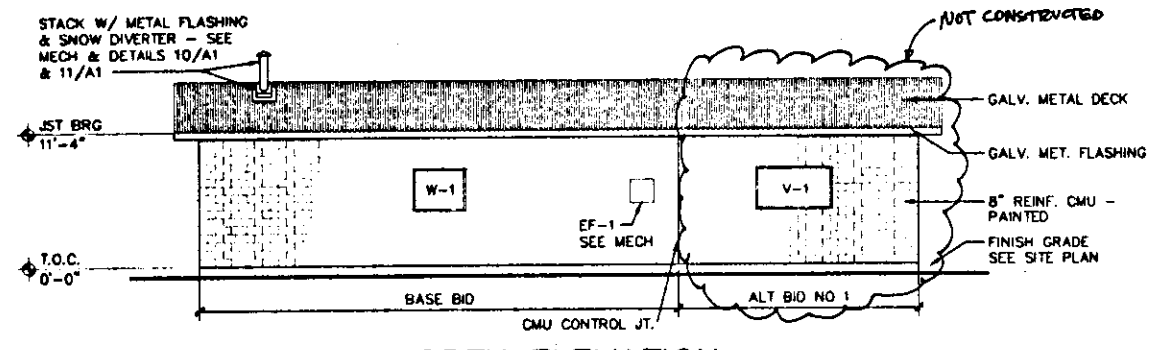 STACK W/ METAL FLASHING
& SNOW DIVERTER – SEE
MECH & DETAILS 10/A1
& 11/A1
NOT CONSTRUCTED
GALV. METAL DECK
JST BRG
11'-4"
GALV. MET. FLASHING
W-1
V-1
8" REINF. CMU –
PAINTED
EF-1
SEE MECH
FINISH GRADE
SEE SITE PLAN
T.O.C.
0'-0"
BASE BID
ALT BID NO 1
CMU CONTROL JT.